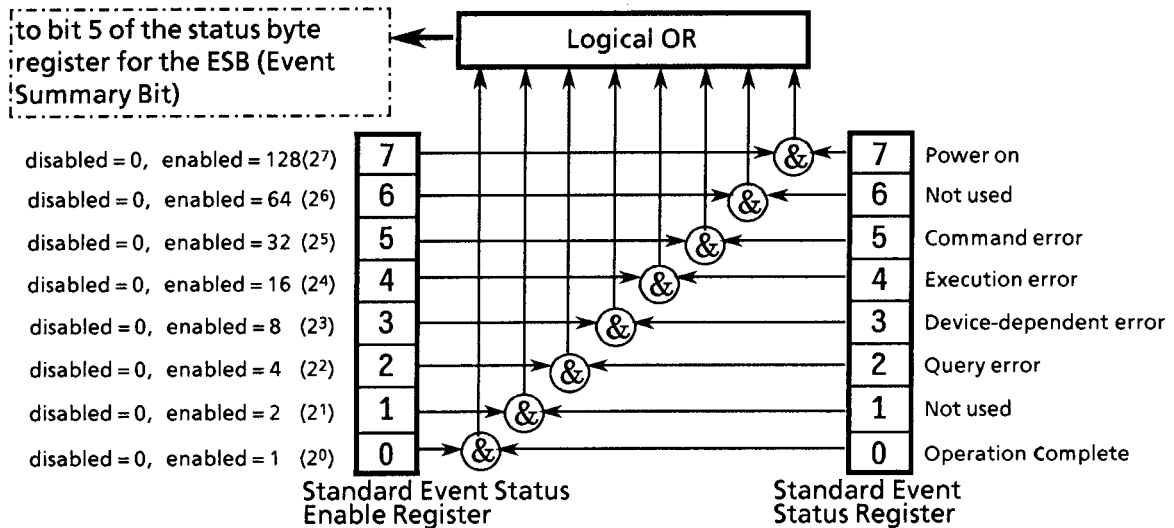 to bit 5 of the status byte
register for the ESB (Event
Summary Bit)
Logical OR
disabled = 0, enabled = 128(2⁷) 7 & 7 Power on
disabled = 0, enabled = 64 (2⁶) 6 & 6 Not used
disabled = 0, enabled = 32 (2⁵) 5 & 5 Command error
disabled = 0, enabled = 16 (2⁴) 4 & 4 Execution error
disabled = 0, enabled = 8 (2³) 3 & 3 Device-dependent error
disabled = 0, enabled = 4 (2²) 2 & 2 Query error
disabled = 0, enabled = 2 (2¹) 1 & 1 Not used
disabled = 0, enabled = 1 (2⁰) 0 & 0 Operation Complete
Standard Event Status
Enable Register
Standard Event
Status Register